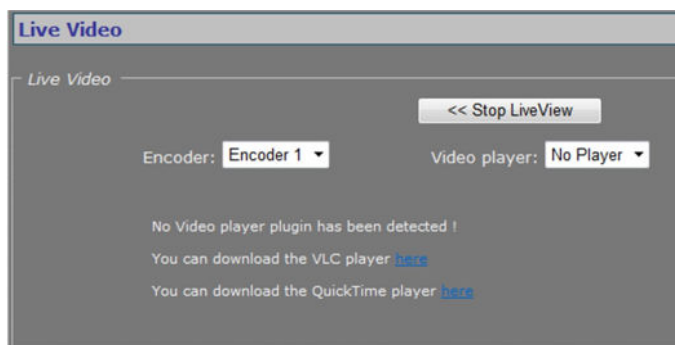 Live Video
Live Video
<< Stop LiveView
Encoder: Encoder 1 Video player: No Player
No Video player plugin has been detected !
You can download the VLC player here
You can download the QuickTime player here